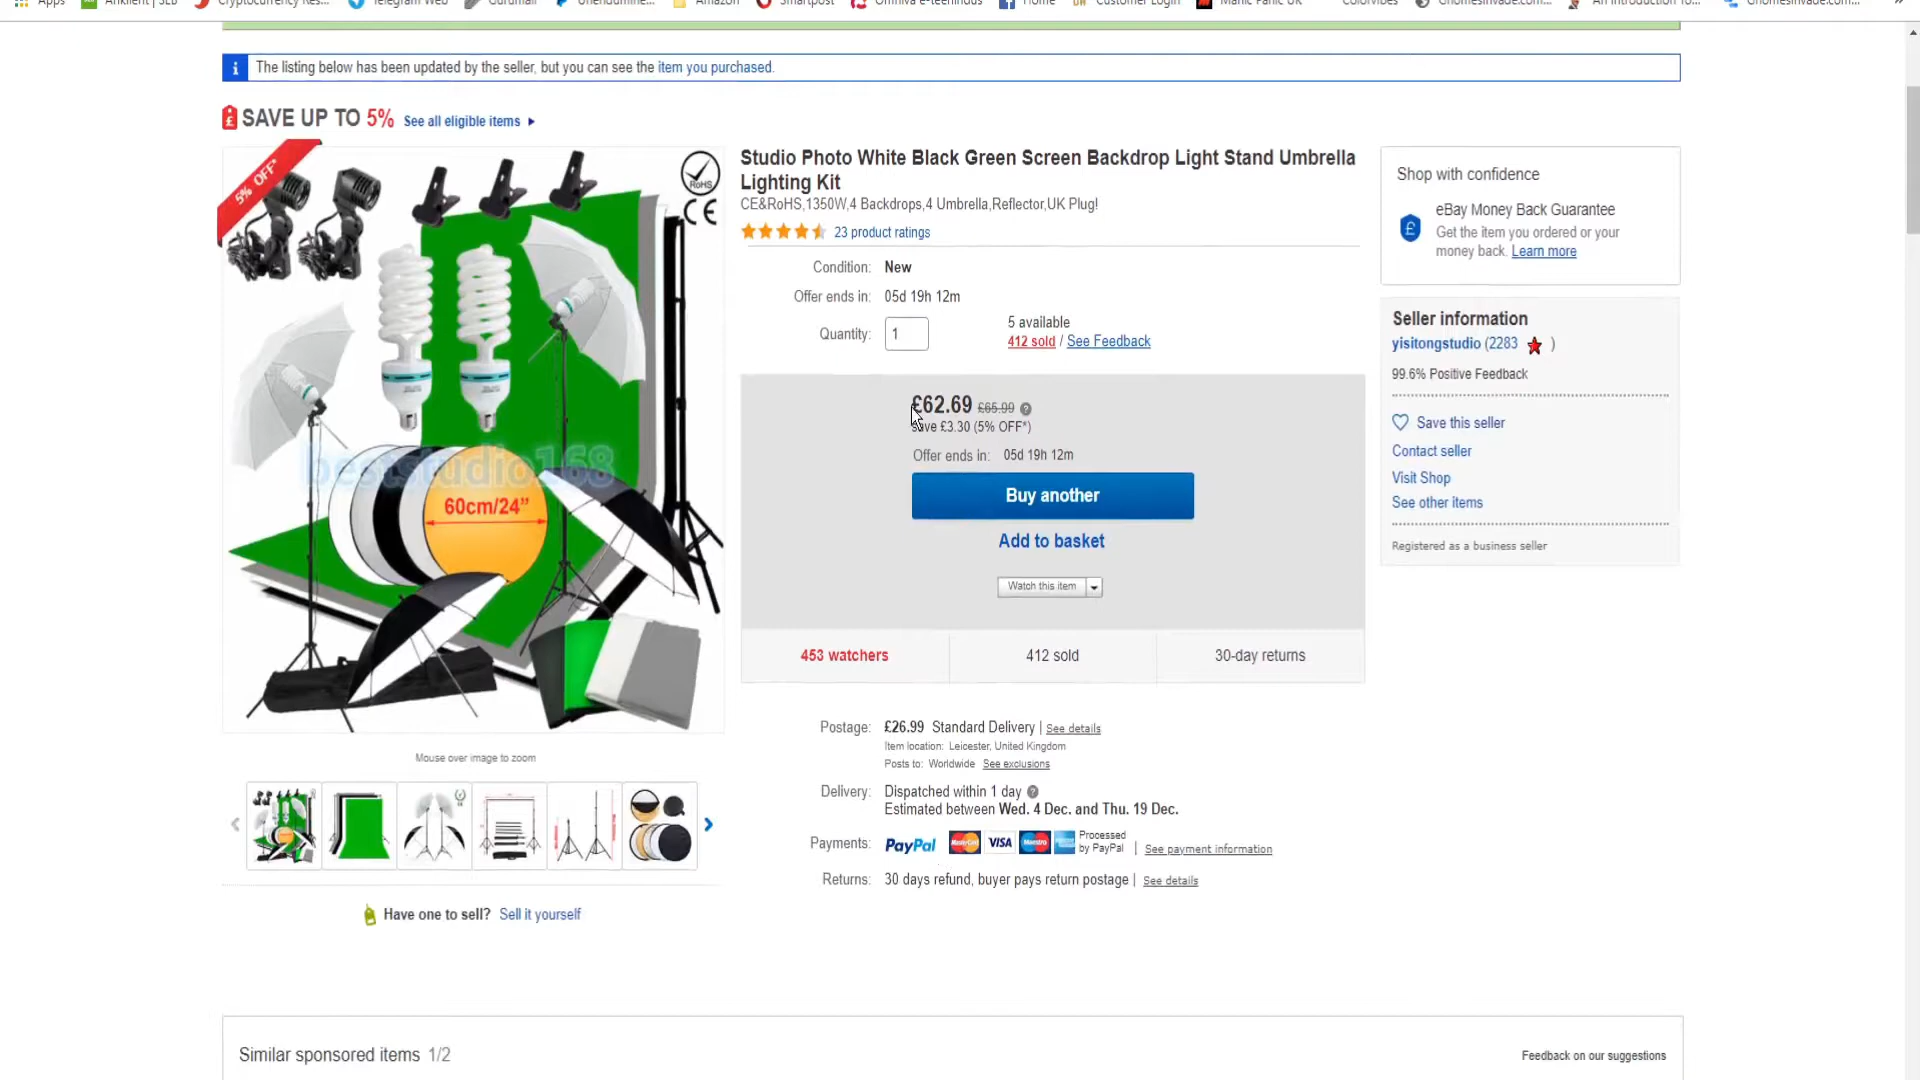 Apps
Cryptocurrency Res...
Telegram Web
Amazon
Smartpost
Omniva e-teenindus
Home
Customer Login
Manic Panic UK
Colorvibes
Gnomesinvade.com...
An Introduction To...
Gnomesinvade.com...
»
i The listing below has been updated by the seller, but you can see the item you purchased.
£ SAVE UP TO 5% See all eligible items
5% OFF*
RoHS
CE
beststudio168
60cm/24”
Mouse over image to zoom
Have one to sell? Sell it yourself
Studio Photo White Black Green Screen Backdrop Light Stand Umbrella
Lighting Kit
CE&RoHS,1350W,4 Backdrops,4 Umbrella,Reflector,UK Plug!
23 product ratings
Condition: New
Offer ends in: 05d 19h 12m
Quantity: 1
5 available
412 sold / See Feedback
£62.69 £65.99 ?
save £3.30 (5% OFF*)
Offer ends in: 05d 19h 12m
Buy another
Add to basket
Watch this item
453 watchers
412 sold
30-day returns
Postage: £26.99 Standard Delivery | See details
Item location: Leicester, United Kingdom
Posts to: Worldwide See exclusions
Delivery: Dispatched within 1 day ?
Estimated between Wed. 4 Dec. and Thu. 19 Dec.
Payments: PayPal MasterCard VISA Maestro Processed
by PayPal | See payment information
Returns: 30 days refund, buyer pays return postage | See details
Shop with confidence
eBay Money Back Guarantee
£
Get the item you ordered or your
money back. Learn more
Seller information
yisitongstudio (2283 )
99.6% Positive Feedback
Save this seller
Contact seller
Visit Shop
See other items
Registered as a business seller
Similar sponsored items 1/2
Feedback on our suggestions